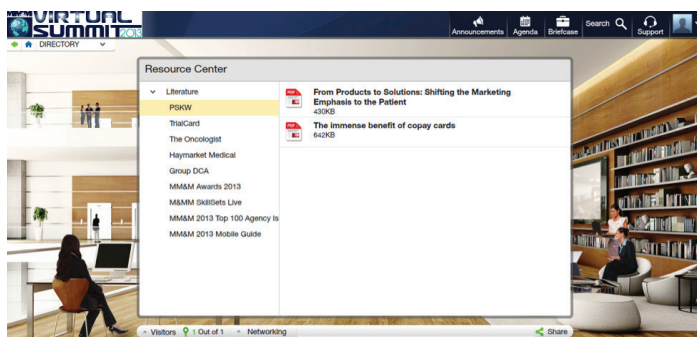 VIRTUAL
SUMMIT 2013
Announcements
Agenda
Briefcase
Search
Support
DIRECTORY
Resource Center
Literature
PSKW
TrialCard
The Oncologist
Haymarket Medical
Group DCA
MM&M Awards 2013
M&MM SkillSets Live
MM&M 2013 Top 100 Agency Is
MM&M 2013 Mobile Guide
PDF
From Products to Solutions: Shifting the Marketing
Emphasis to the Patient
430KB
PDF
The immense benefit of copay cards
642KB
Visitors
1 Out of 1
Networking
Share